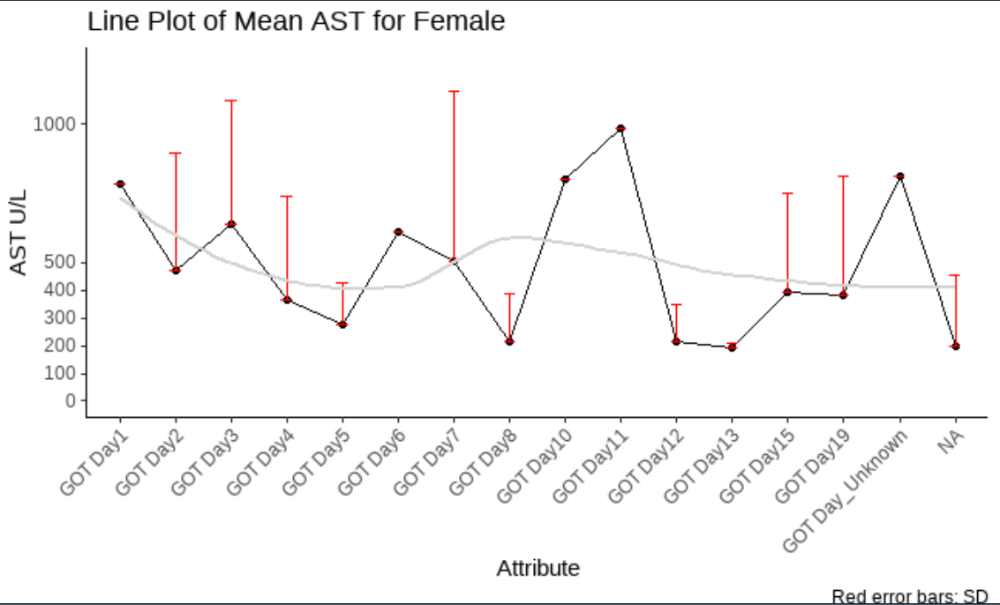 Line Plot of Mean AST for Female
AST U/L
1000
500
400
300
200
100
0
GOT Day1
GOT Day2
GOT Day3
GOT Day4
GOT Day5
GOT Day6
GOT Day7
GOT Day8
GOT Day10
GOT Day11
GOT Day12
GOT Day13
GOT Day15
GOT Day19
GOT Day_Unknown
NA
Attribute
Red error bars: SD